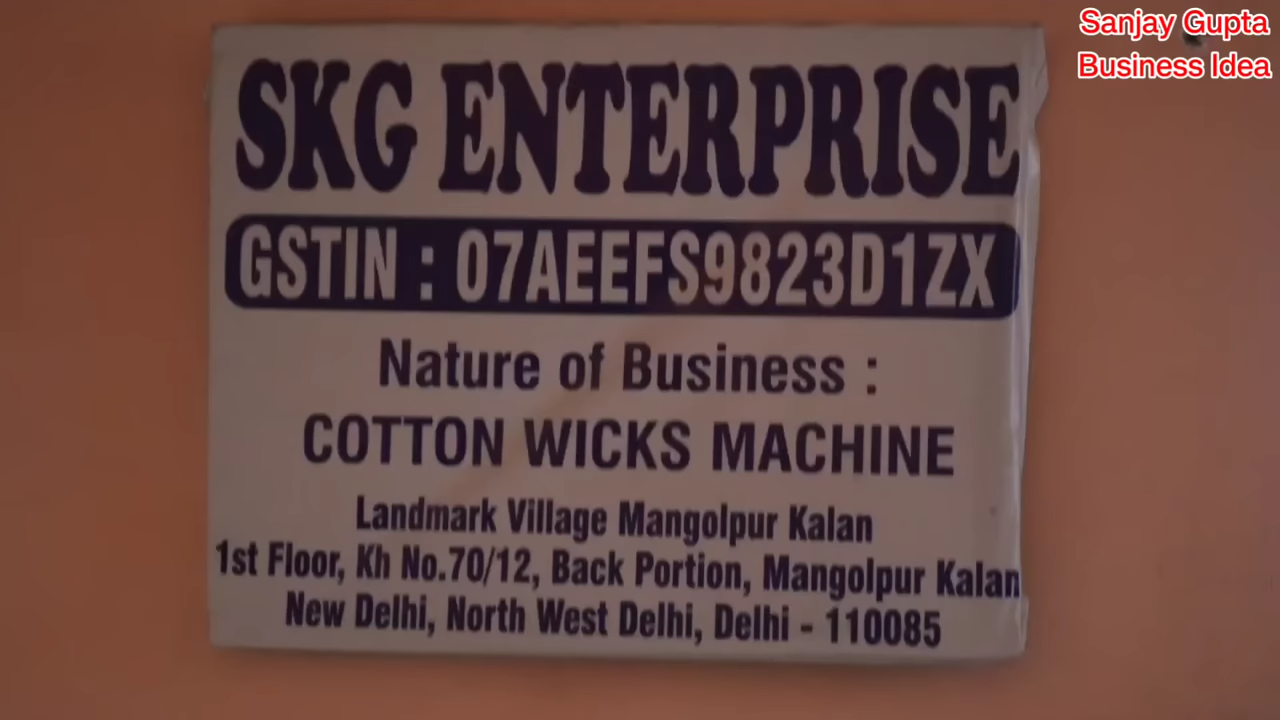 Sanjay Gupta
Business Idea
SKG ENTERPRISE
GSTIN : 07AEEFS9823D1ZX
Nature of Business :
COTTON WICKS MACHINE
Landmark Village Mangolpur Kalan
1st Floor, Kh No.70/12, Back Portion, Mangolpur Kalan
New Delhi, North West Delhi, Delhi - 110085